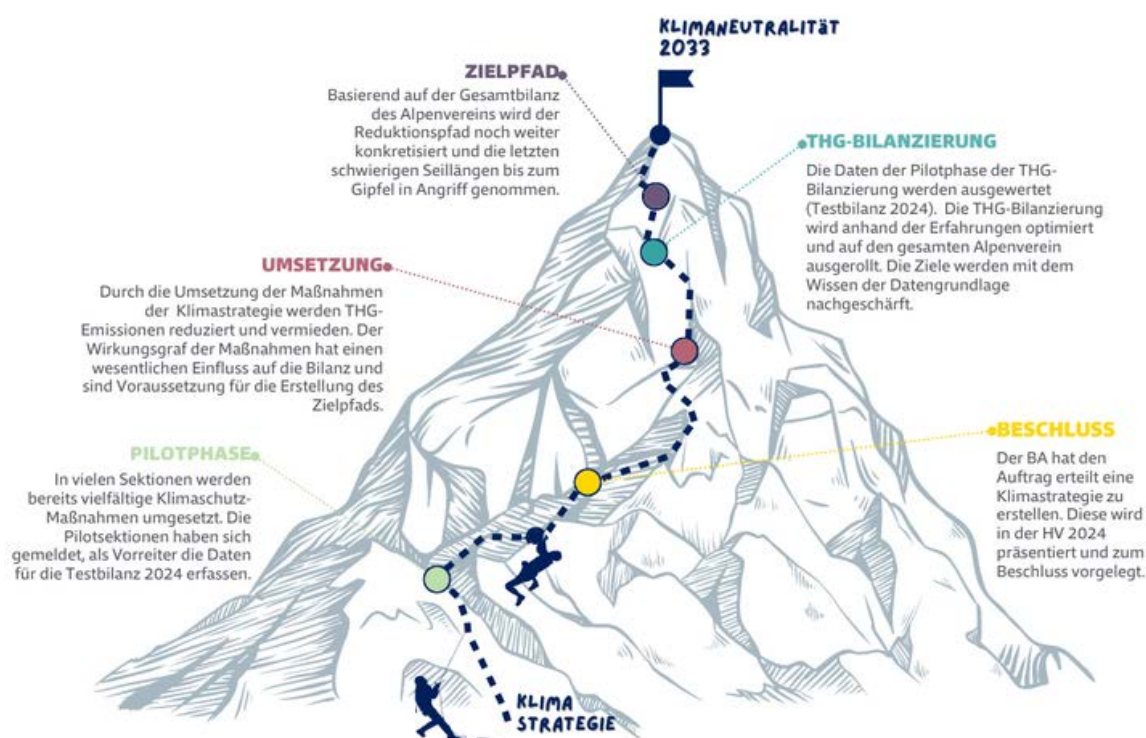 KLIMANEUTRALITÄT
2033
ZIELPFAD
Basierend auf der Gesamtbilanz
des Alpenvereins wird der
Reduktionspfad noch weiter
konkretisiert und die letzten
schwierigen Seillängen bis zum
Gipfel in Angriff genommen.
THG-BILANZIERUNG
Die Daten der Pilotphase der THG-
Bilanzierung werden ausgewertet
(Testbilanz 2024). Die THG-Bilanzierung
wird anhand der Erfahrungen optimiert
und auf den gesamten Alpenverein
ausgerollt. Die Ziele werden mit dem
Wissen der Datengrundlage
nachgeschärft.
UMSETZUNG
Durch die Umsetzung der Maßnahmen
der Klimastrategie werden THG-
Emissionen reduziert und vermieden. Der
Wirkungsgraf der Maßnahmen hat einen
wesentlichen Einfluss auf die Bilanz und
sind Voraussetzung für die Erstellung des
Zielpfads.
BESCHLUSS
Der BA hat den
Auftrag erteilt eine
Klimastrategie zu
erstellen. Diese wird
in der HV 2024
präsentiert und zum
Beschluss vorgelegt.
PILOTPHASE
In vielen Sektionen werden
bereits vielfältige Klimaschutz-
Maßnahmen umgesetzt. Die
Pilotsektionen haben sich
gemeldet, als Vorreiter die Daten
für die Testbilanz 2024 erfassen.
KLIMA
STRATEGIE